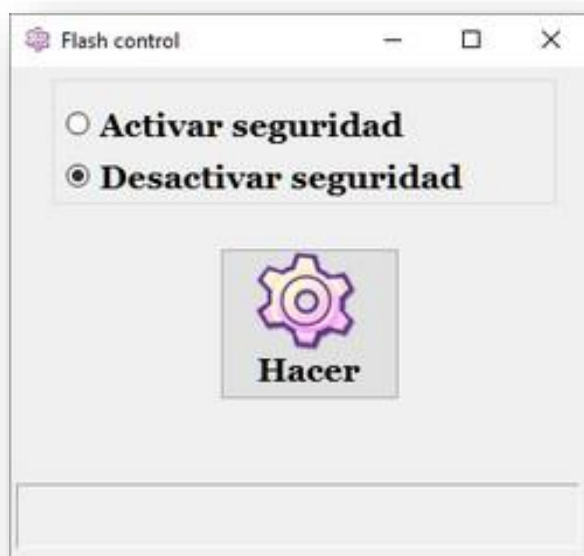 Flash control
Activar seguridad
Desactivar seguridad
Hacer